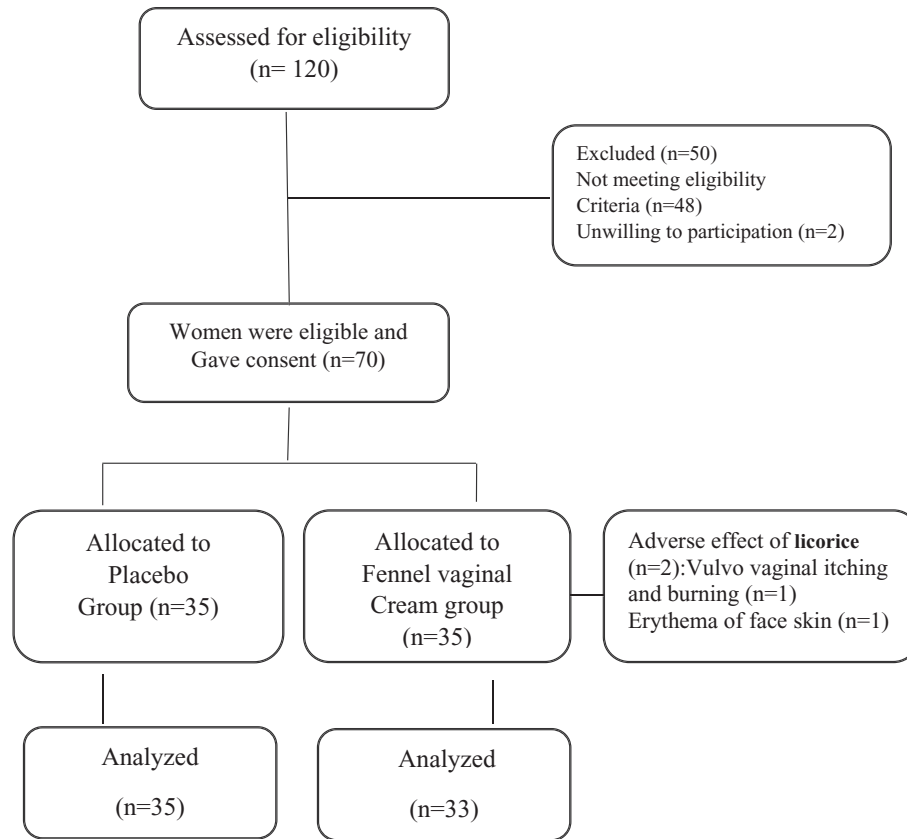 Assessed for eligibility
(n= 120)
Excluded (n=50)
Not meeting eligibility
Criteria (n=48)
Unwilling to participation (n=2)
Women were eligible and
Gave consent (n=70)
Allocated to
Placebo
Group (n=35)
Allocated to
Fennel vaginal
Cream group
(n=35)
Adverse effect of licorice
(n=2):Vulvo vaginal itching
and burning (n=1)
Erythema of face skin (n=1)
Analyzed
(n=35)
Analyzed
(n=33)